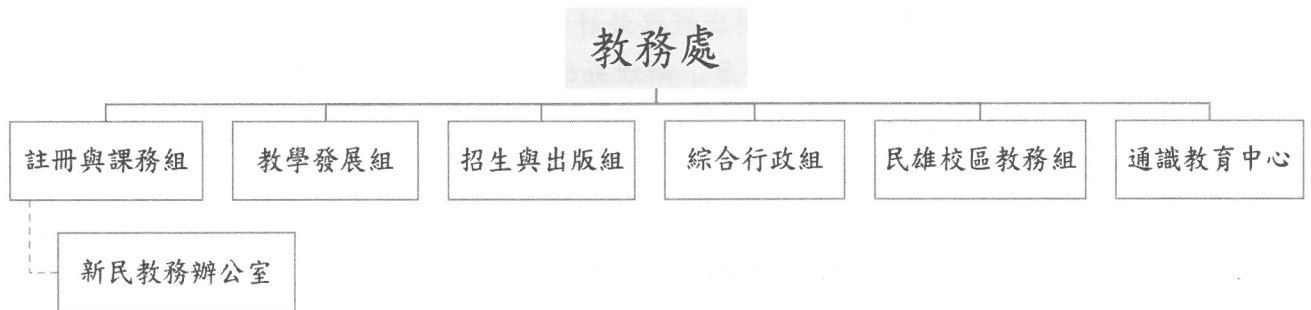 教務處
註冊與課務組
教學發展組
招生與出版組
綜合行政組
民雄校區教務組
通識教育中心
新民教務辦公室